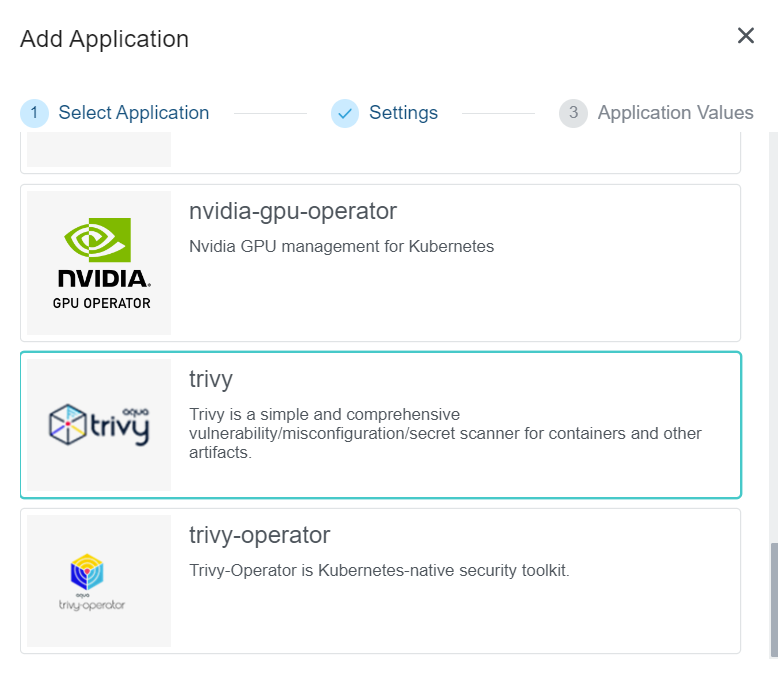 Add Application
1 Select Application
Settings
3 Application Values
nvidia-gpu-operator
Nvidia GPU management for Kubernetes
NVIDIA.
GPU OPERATOR
trivy
Trivy is a simple and comprehensive
vulnerability/misconfiguration/secret scanner for containers and other
artifacts.
aqua
trivy
trivy-operator
Trivy-Operator is Kubernetes-native security toolkit.
aqua
trivy-operator